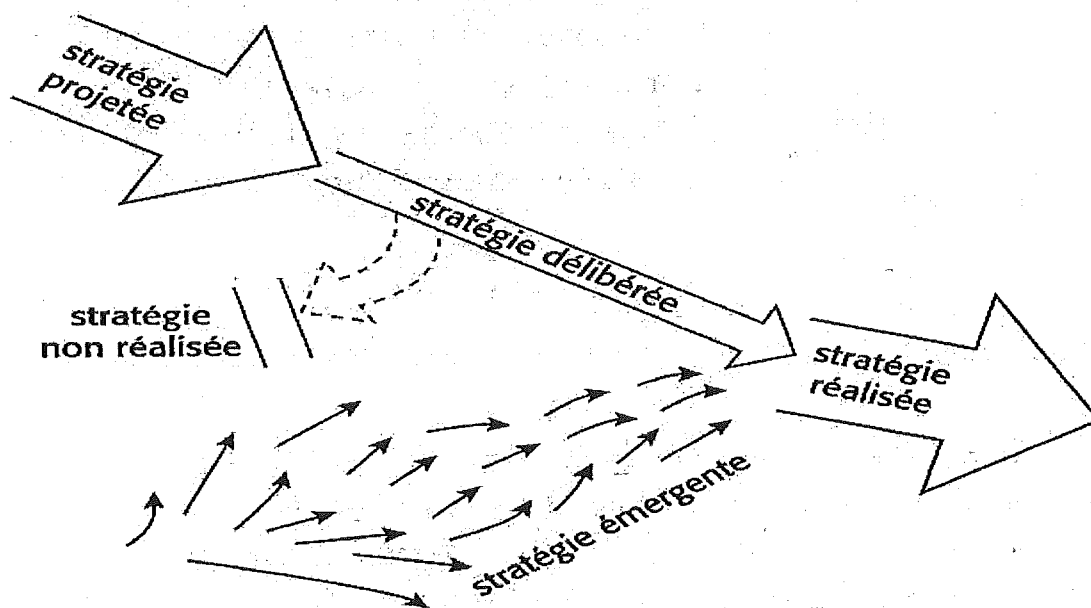 stratégie
projetée
stratégie délibérée
stratégie
non réalisée
stratégie
réalisée
stratégie émergente